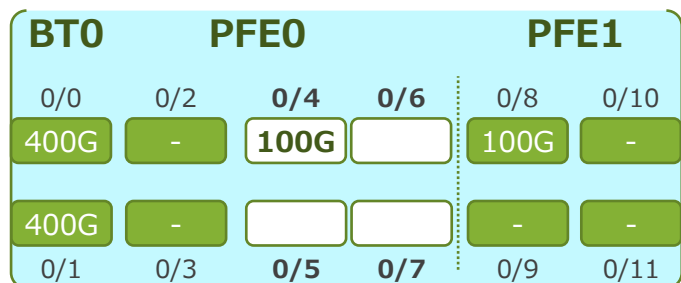 BT0 PFE0 PFE1
0/0 0/2 0/4 0/6 0/8 0/10
400G - 100G 100G -
400G - - -
0/1 0/3 0/5 0/7 0/9 0/11